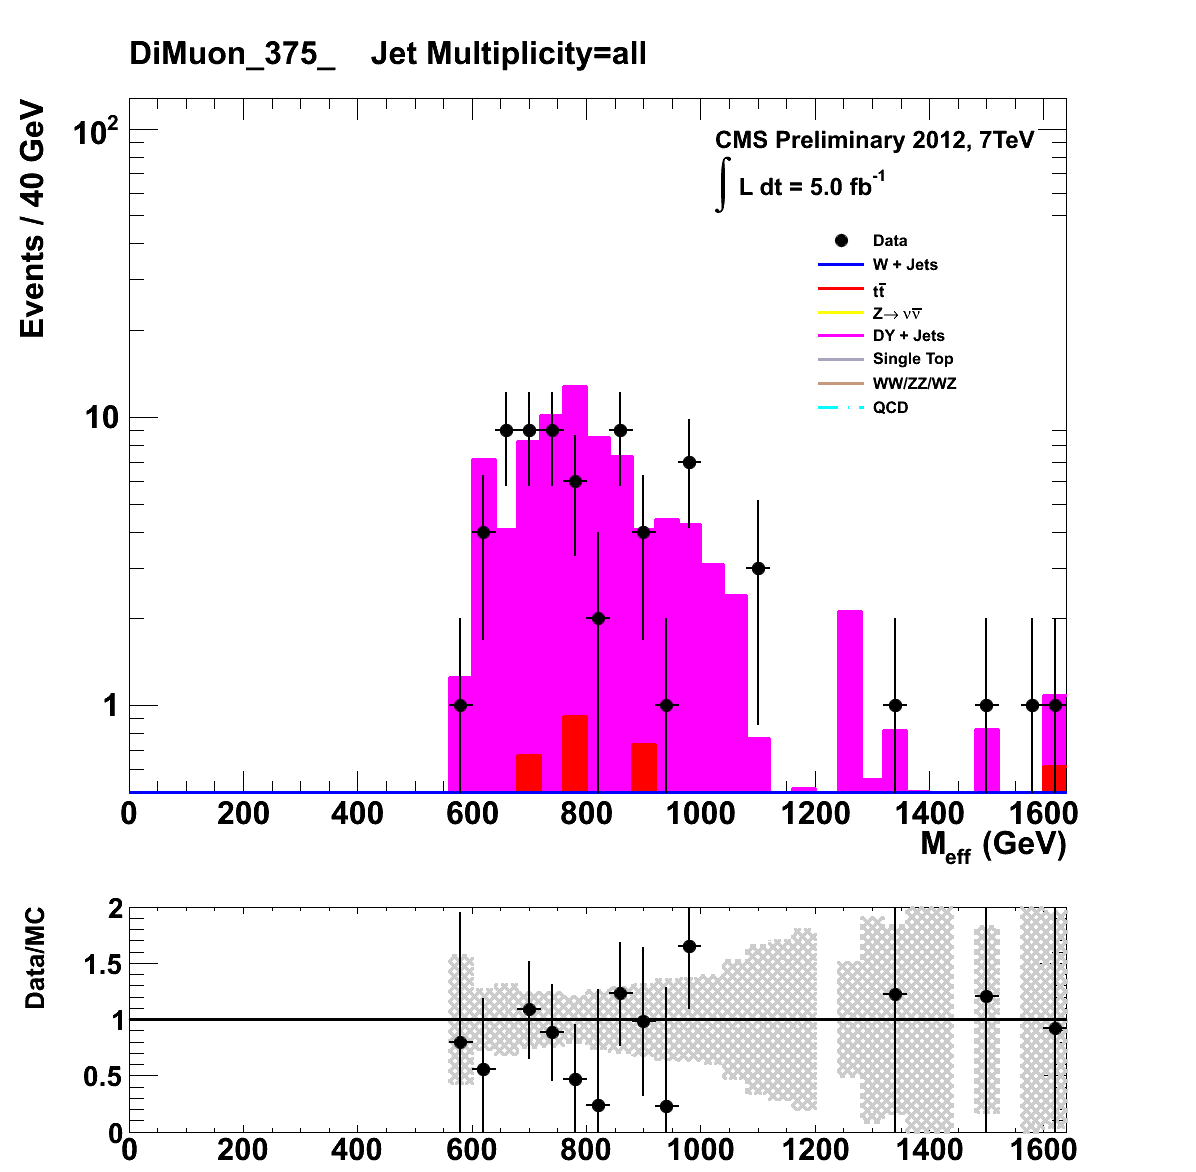 DiMuon_375_ Jet Multiplicity=all
Events / 40 GeV
10²
10
1
CMS Preliminary 2012, 7TeV
∫ L dt = 5.0 fb⁻¹
Data
W + Jets
tt̅
Z→ νν̅
DY + Jets
Single Top
WW/ZZ/WZ
QCD
0 200 400 600 800 1000 1200 1400 1600
M_eff (GeV)
Data/MC
2
1.5
1
0.5
0
0 200 400 600 800 1000 1200 1400 1600